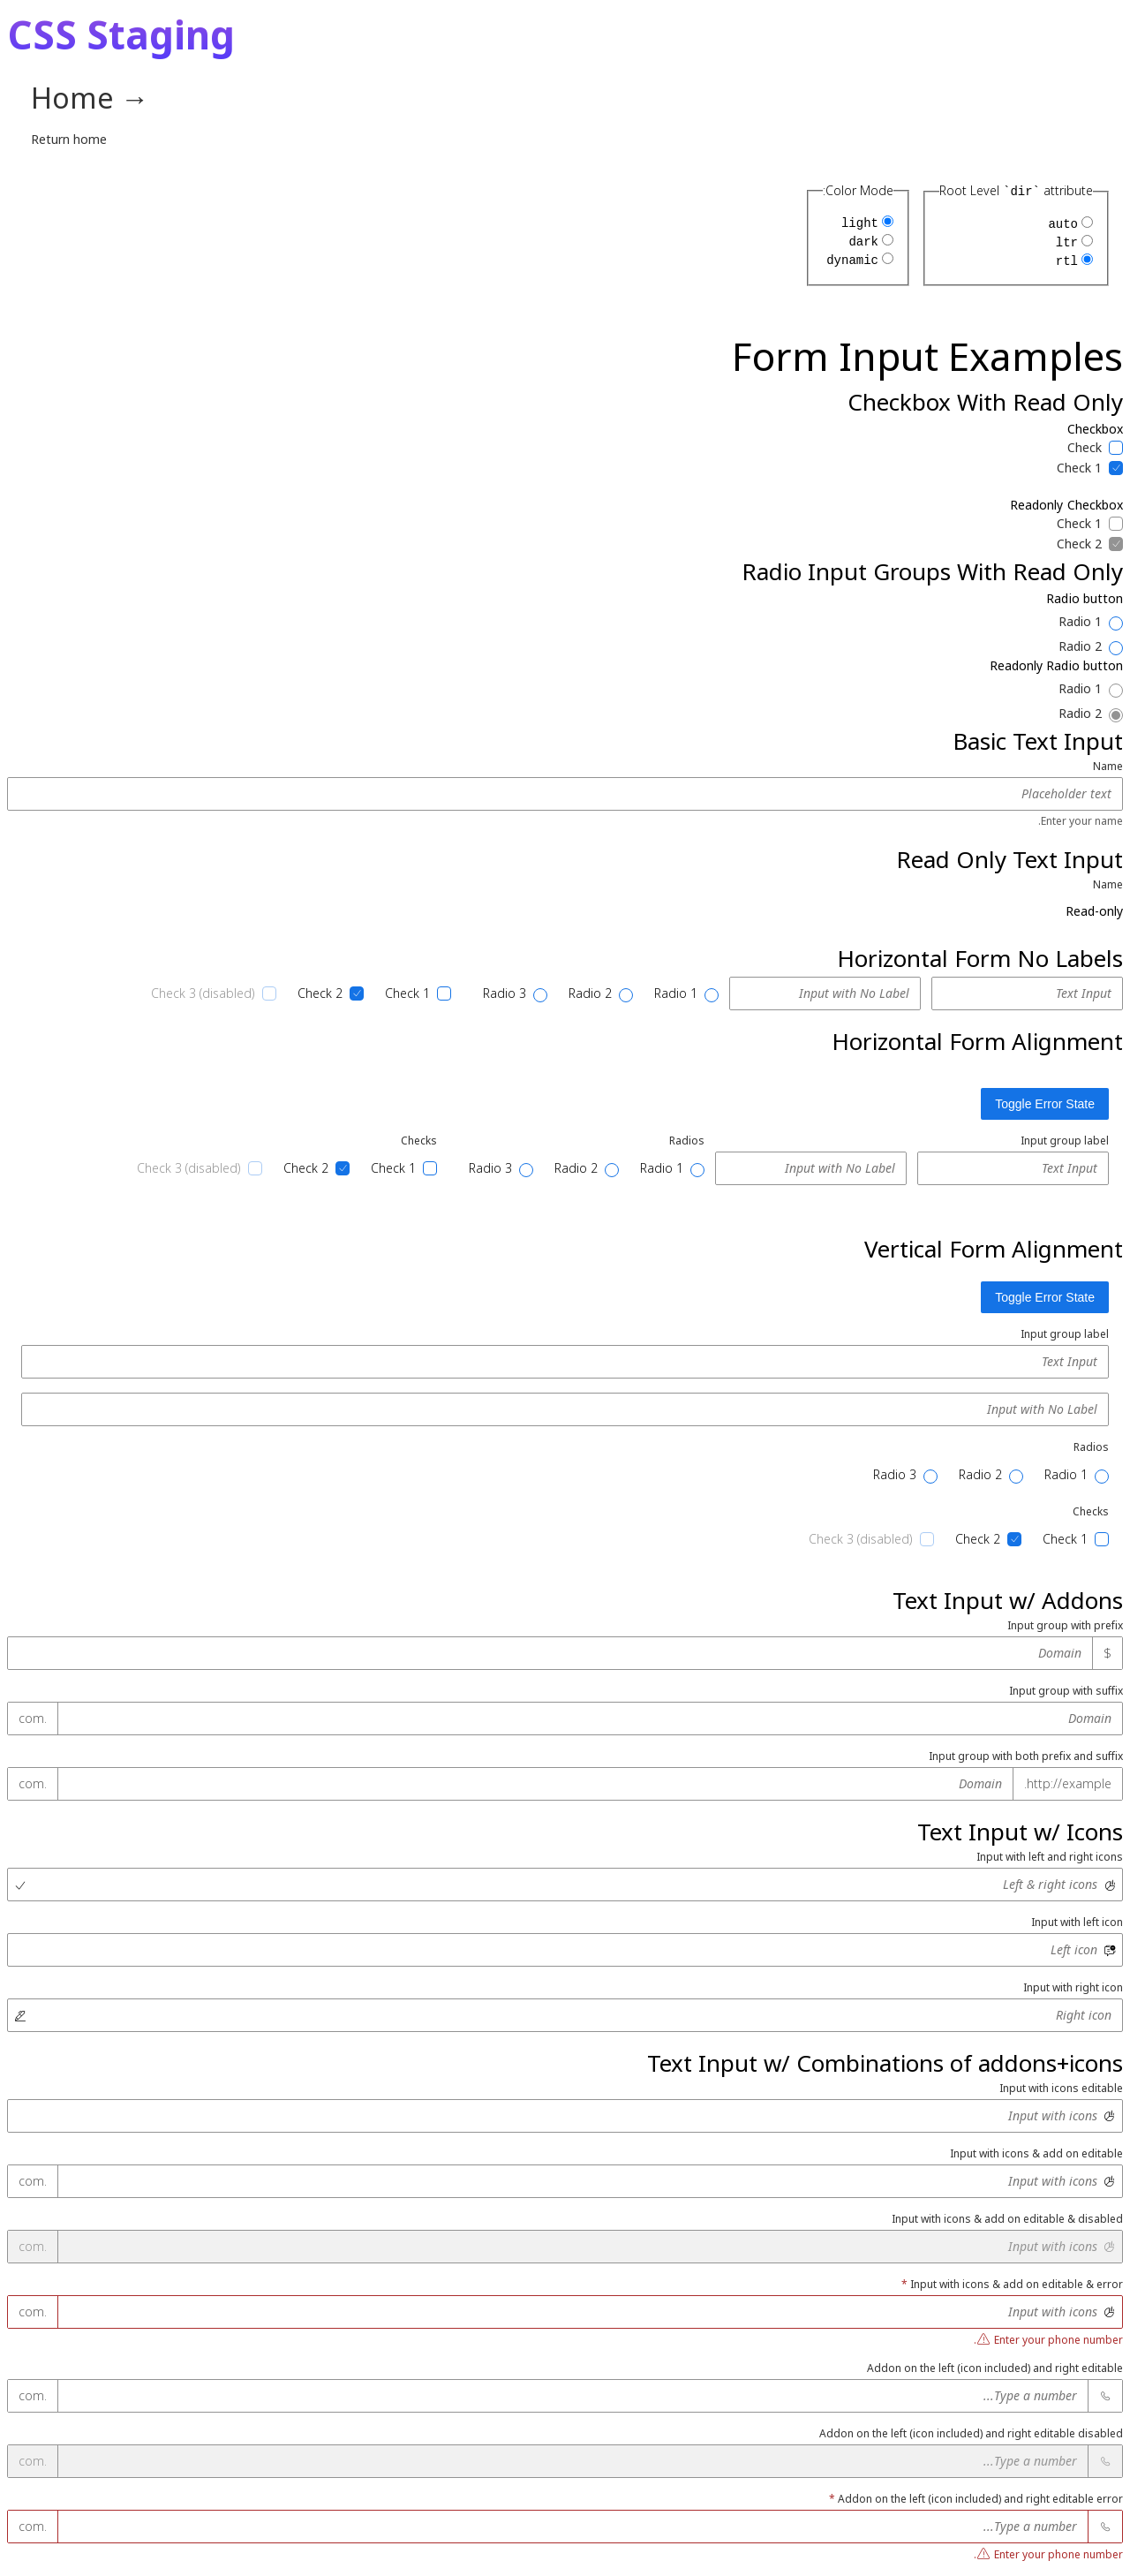 CSS Staging
Home →
Return home
Root Level `dir` attribute
auto
ltr
rtl
:Color Mode
light
dark
dynamic
Form Input Examples
Checkbox With Read Only
Checkbox
Check
Check 1
Readonly Checkbox
Check 1
Check 2
Radio Input Groups With Read Only
Radio button
Radio 1
Radio 2
Readonly Radio button
Radio 1
Radio 2
Basic Text Input
Name
Placeholder text
.Enter your name
Read Only Text Input
Name
Read-only
Horizontal Form No Labels
Check 3 (disabled) Check 2 Check 1 Radio 3 Radio 2 Radio 1 Input with No Label Text Input
Horizontal Form Alignment
Toggle Error State
Checks Radios Input group label
Check 3 (disabled) Check 2 Check 1 Radio 3 Radio 2 Radio 1 Input with No Label Text Input
Vertical Form Alignment
Toggle Error State
Input group label
Text Input
Input with No Label
Radios
Radio 3 Radio 2 Radio 1
Checks
Check 3 (disabled) Check 2 Check 1
Text Input w/ Addons
Input group with prefix
Domain $
Input group with suffix
com. Domain
Input group with both prefix and suffix
com. Domain .http://example
Text Input w/ Icons
Input with left and right icons
Left & right icons
Input with left icon
Left icon
Input with right icon
Right icon
Text Input w/ Combinations of addons+icons
Input with icons editable
Input with icons
Input with icons & add on editable
com. Input with icons
Input with icons & add on editable & disabled
com. Input with icons
* Input with icons & add on editable & error
com. Input with icons
. Enter your phone number
Addon on the left (icon included) and right editable
com. ...Type a number
Addon on the left (icon included) and right editable disabled
com. ...Type a number
* Addon on the left (icon included) and right editable error
com. ...Type a number
. Enter your phone number